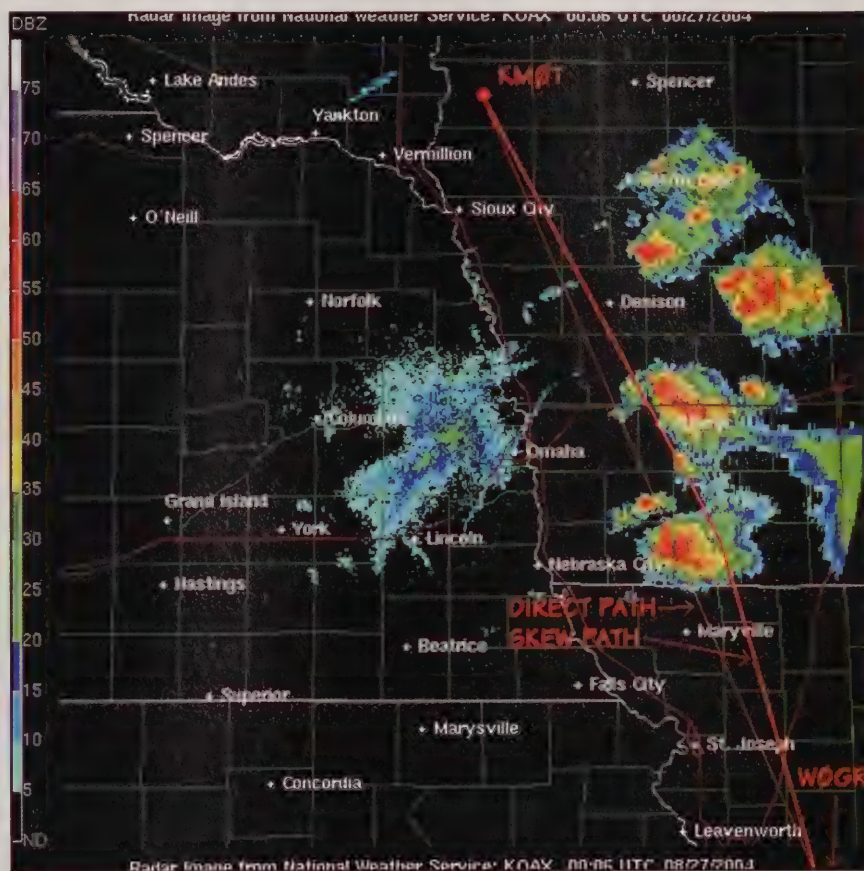 DBZ
Radar Image from National Weather Service: KOAX 00:06 UTC 08/27/2004
75
70
65
60
55
50
45
40
35
30
25
20
15
10
5
ND
Lake Andes
KMØT
Spencer
Yankton
Spencer
Vermillion
O'Neill
Sioux City
Norfolk
Denison
Columbus
Omaha
Grand Island
York
Lincoln
Hastings
Nebraska City
DIRECT PATH
SKEW PATH
Maryville
Beatrice
Falls City
Superior
Marysville
St. Joseph
Concordia
WØGR
Leavenworth
Radar Image from National Weather Service: KOAX 00:06 UTC 08/27/2004